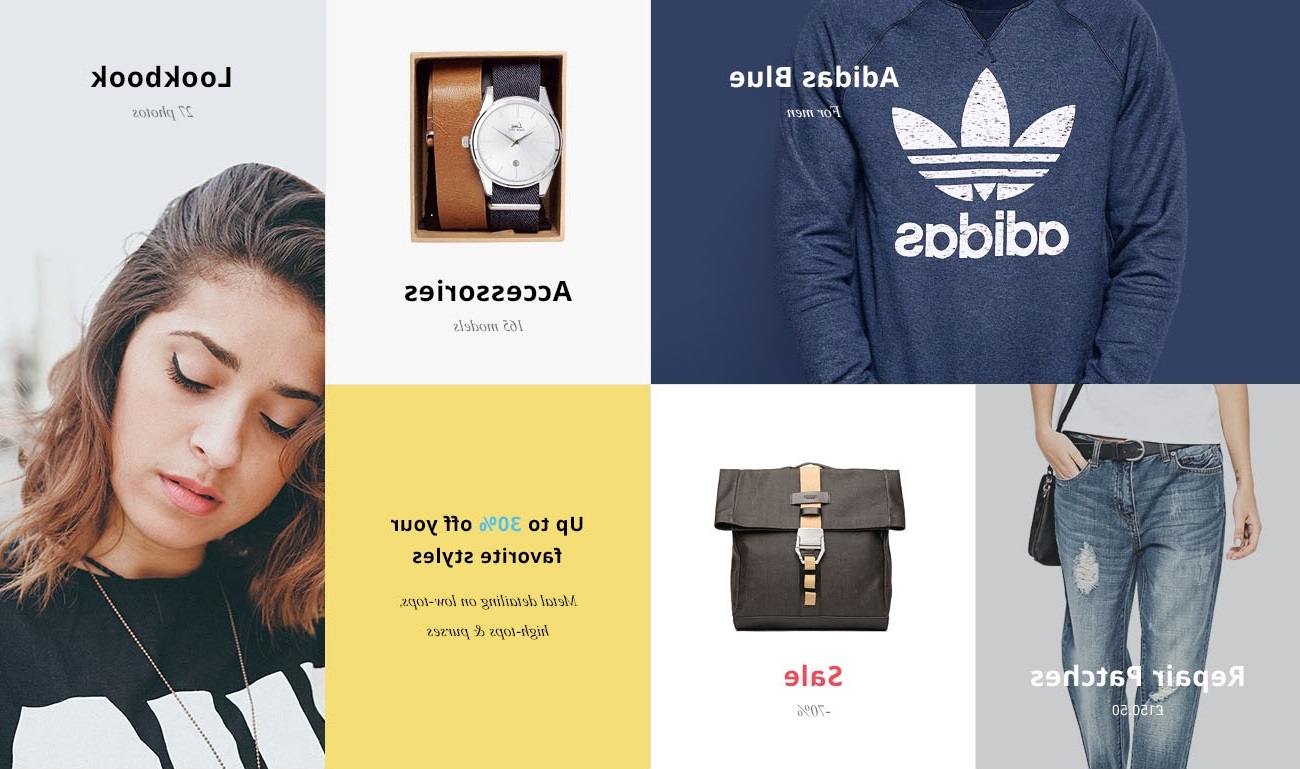 Lookbook
27 photos
Accessories
165 models
Adidas Blue
For men
adidas
Up to 30% off your
favorite styles
Metal detailing on low-tops,
high-tops & purses
Sale
-70%
Repair Patches
£150.50